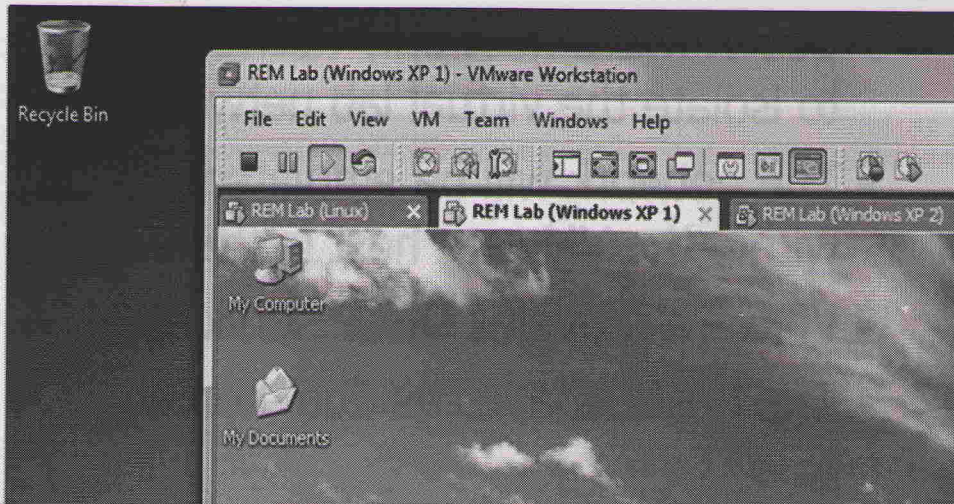 Recycle Bin
REM Lab (Windows XP 1) - VMware Workstation
File Edit View VM Team Windows Help
REM Lab (Linux) REM Lab (Windows XP 1) REM Lab (Windows XP 2)
My Computer
My Documents